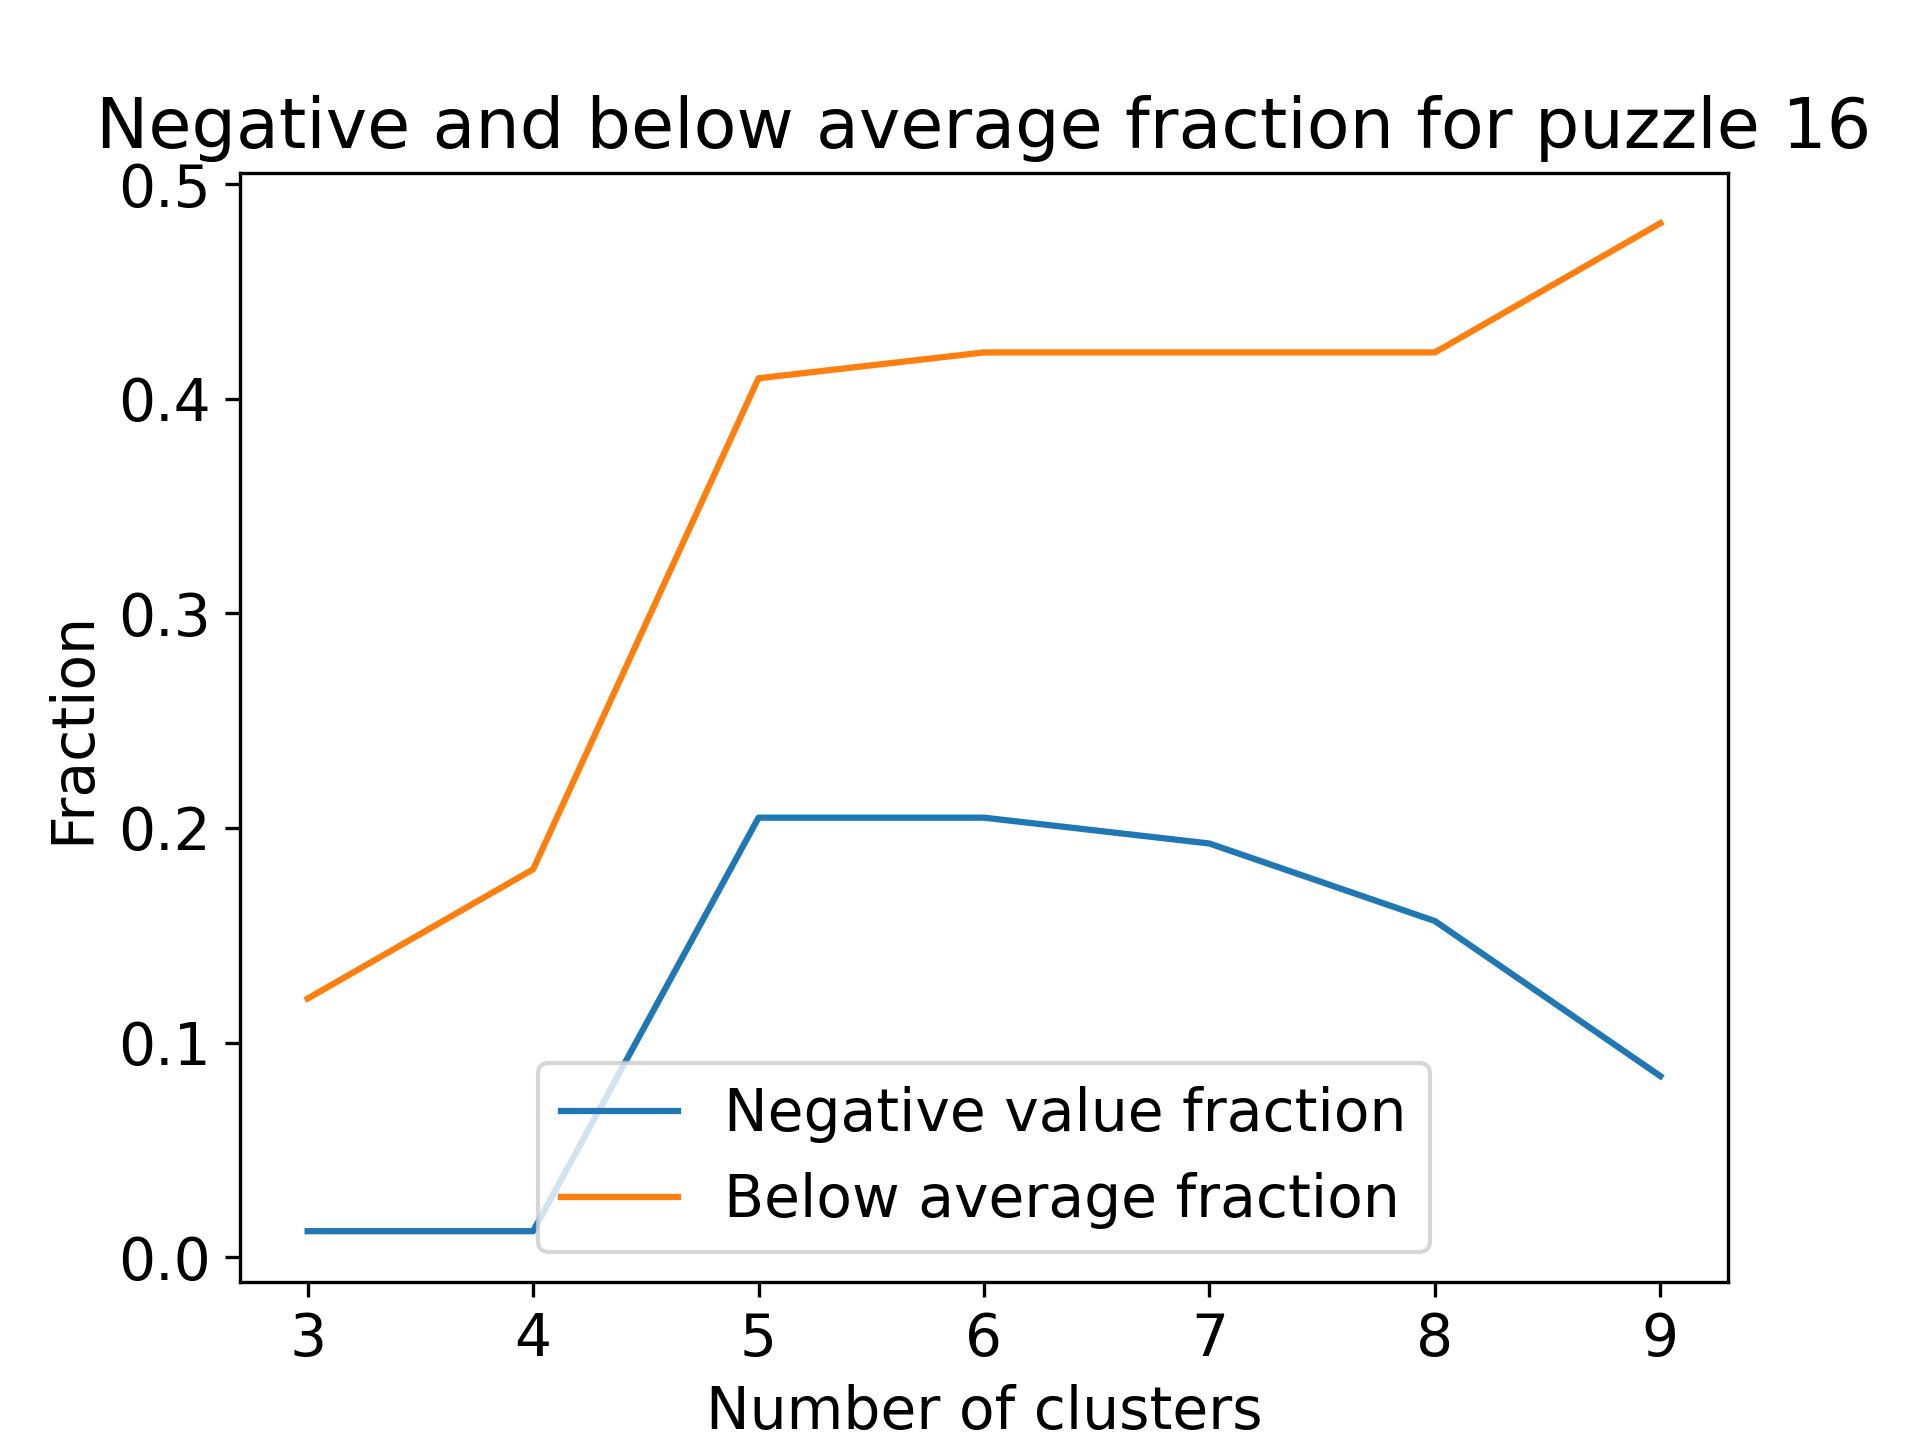 Negative and below average fraction for puzzle 16
0.5
0.4
0.3
0.2
0.1
0.0
Fraction
Negative value fraction
Below average fraction
3 4 5 6 7 8 9
Number of clusters